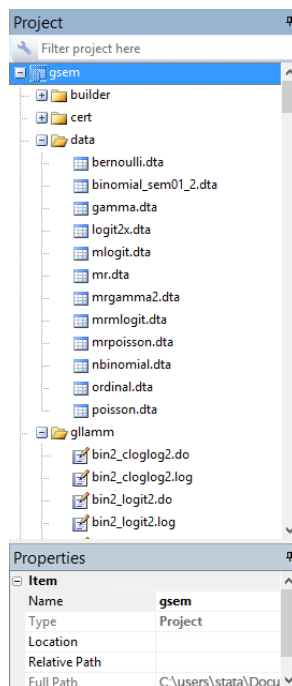 Project
Filter project here
gsem
builder
cert
data
bernoulli.dta
binomial_sem01_2.dta
gamma.dta
logit2x.dta
mlogit.dta
mr.dta
mrgamma2.dta
mrmlogit.dta
mrpoisson.dta
nbinomial.dta
ordinal.dta
poisson.dta
gllamm
bin2_cloglog2.do
bin2_cloglog2.log
bin2_logit2.do
bin2_logit2.log
Properties
Item
Name gsem
Type Project
Location
Relative Path
Full Path C:\users\stata\Docu